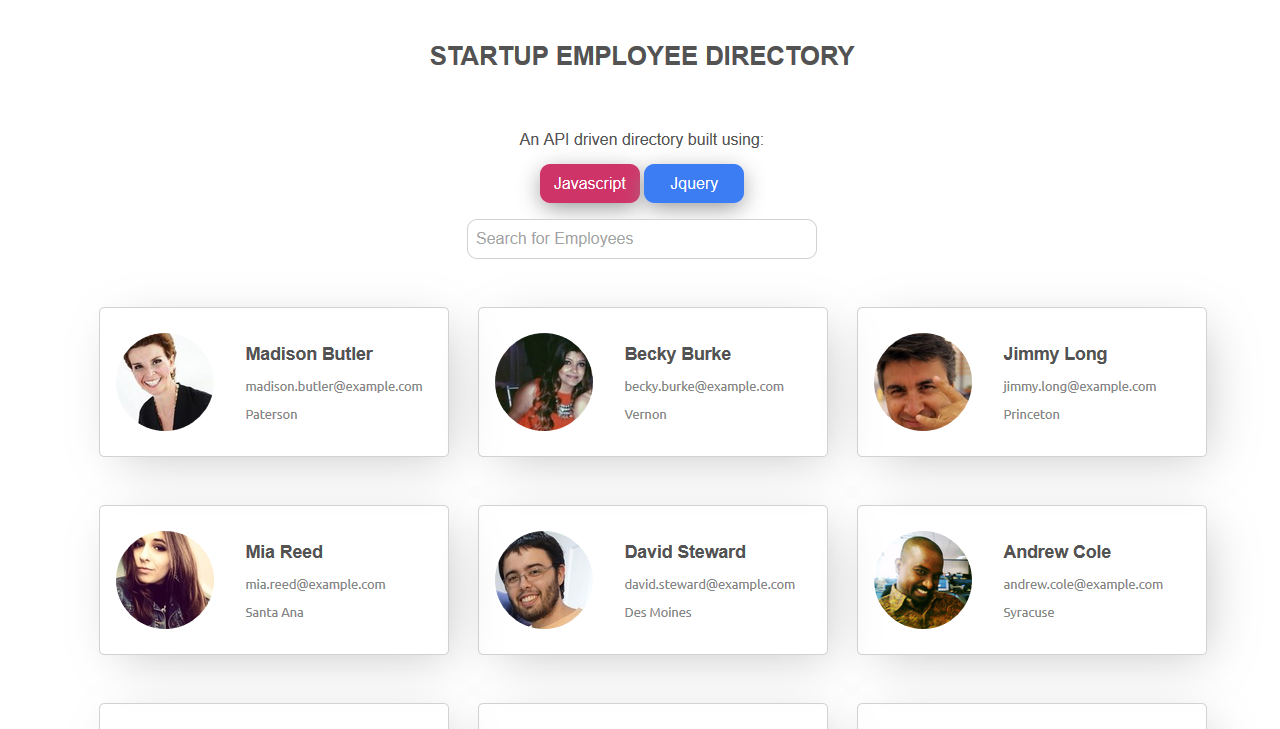 STARTUP EMPLOYEE DIRECTORY
An API driven directory built using:
Javascript Jquery
Search for Employees
Madison Butler
madison.butler@example.com
Paterson
Becky Burke
becky.burke@example.com
Vernon
Jimmy Long
jimmy.long@example.com
Princeton
Mia Reed
mia.reed@example.com
Santa Ana
David Steward
david.steward@example.com
Des Moines
Andrew Cole
andrew.cole@example.com
Syracuse